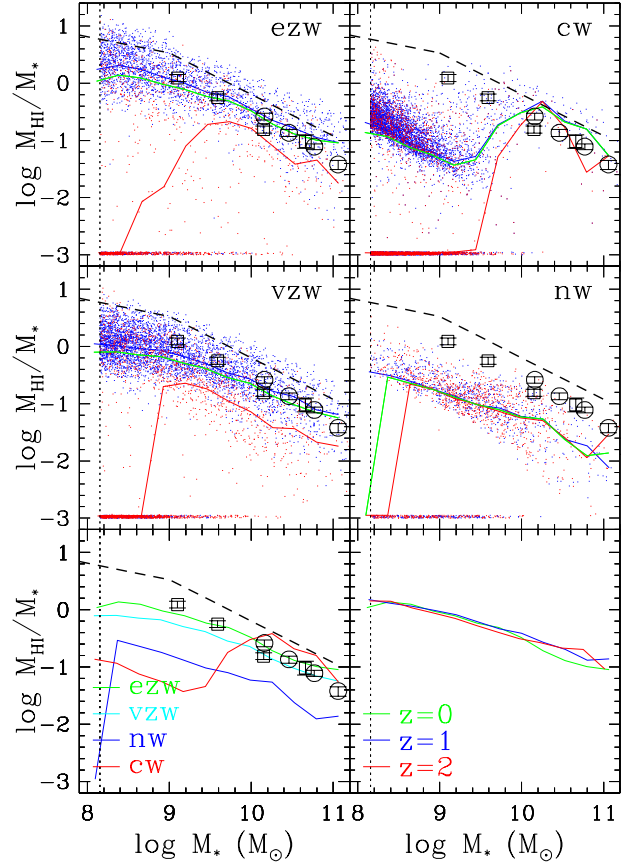 ezw
cw
1
0
−1
−2
−3
log M_HI/M_*
vzw
nw
1
0
−1
−2
−3
log M_HI/M_*
1
0
−1
−2
−3
log M_HI/M_*
ezw
vzw
nw
cw
z=0
z=1
z=2
8 9 10 11
8 9 10 11
log M_* (M_⊙)
log M_* (M_⊙)